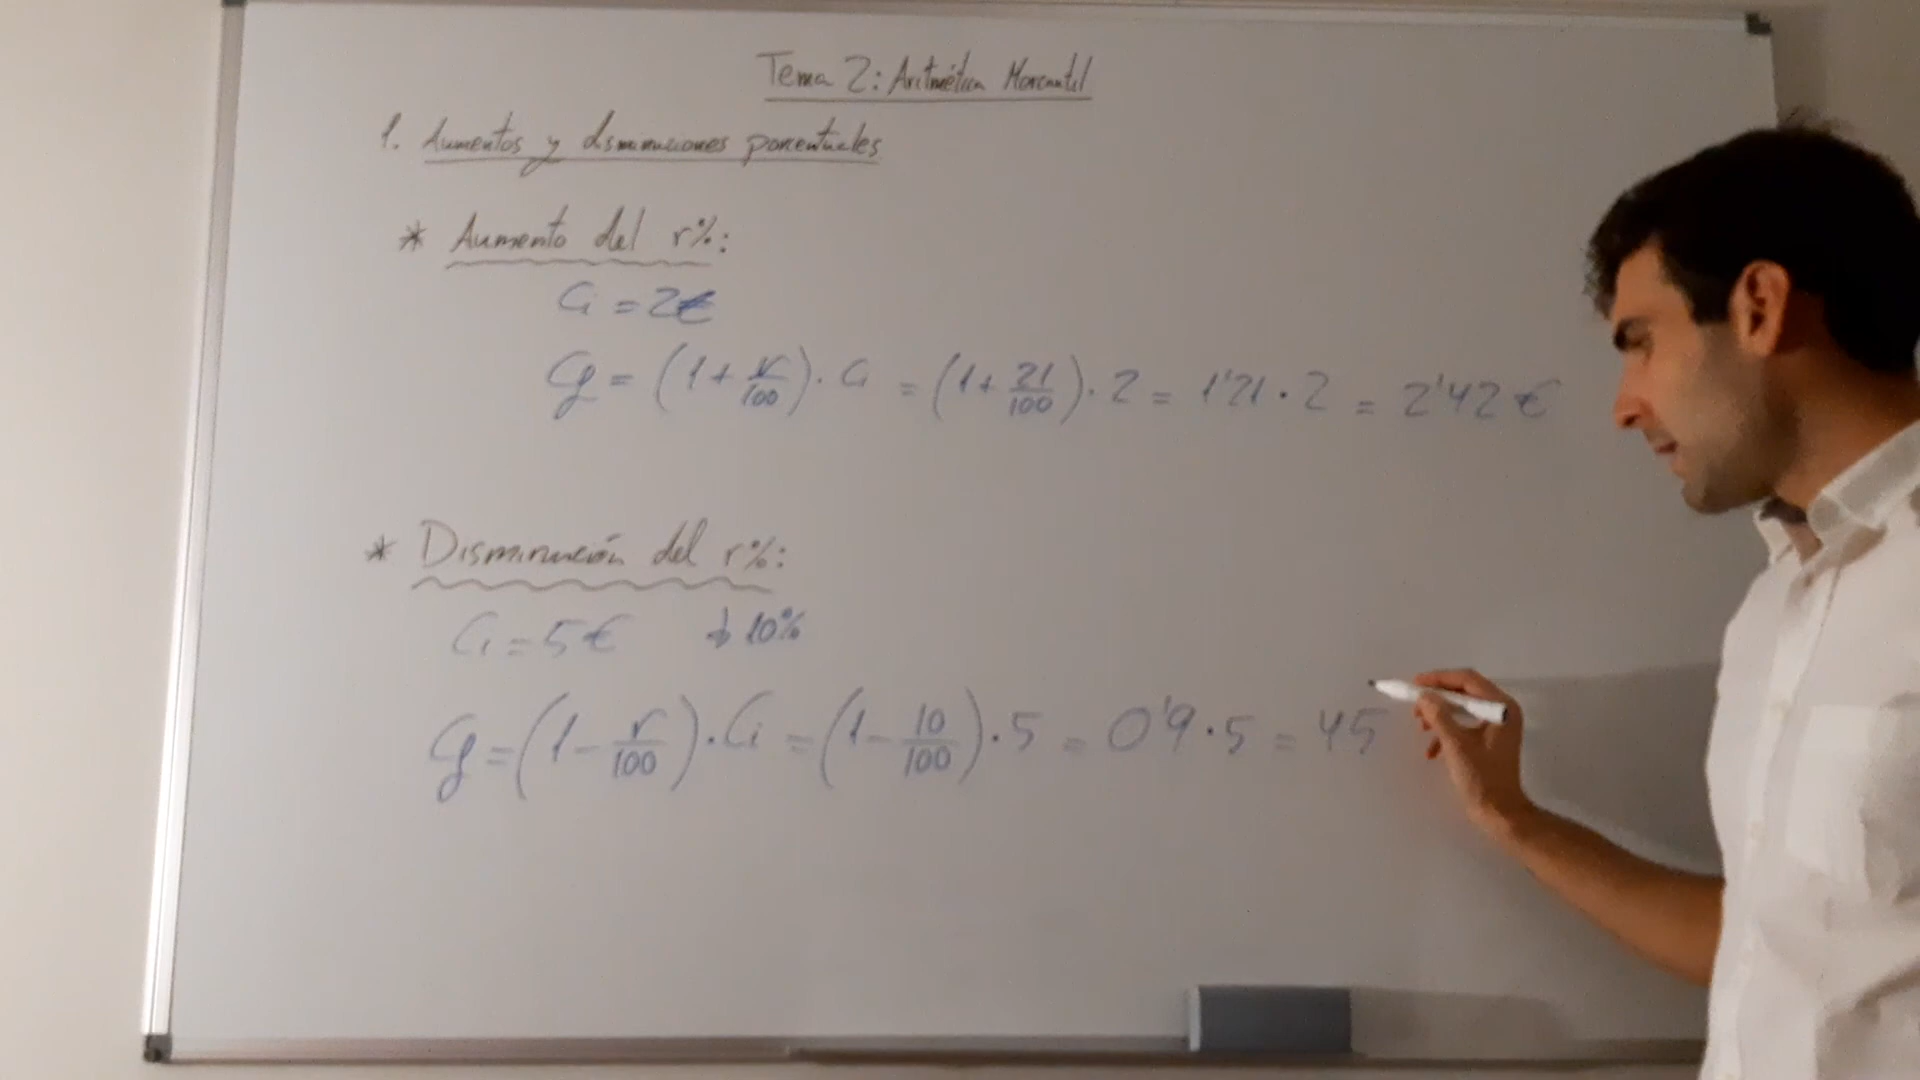 Tema 2: Aritmética Mercantil
1. Aumentos y disminuciones porcentuales
* Aumento del r%:
Ci = 2€
Cf = (1 + r/100) · Ci = (1 + 21/100) · 2 = 1'21 · 2 = 2'42 €
* Disminución del r%:
Ci = 5€ ↓ 10%
Cf = (1 - r/100) · Ci = (1 - 10/100) · 5 = 0'9 · 5 = 45